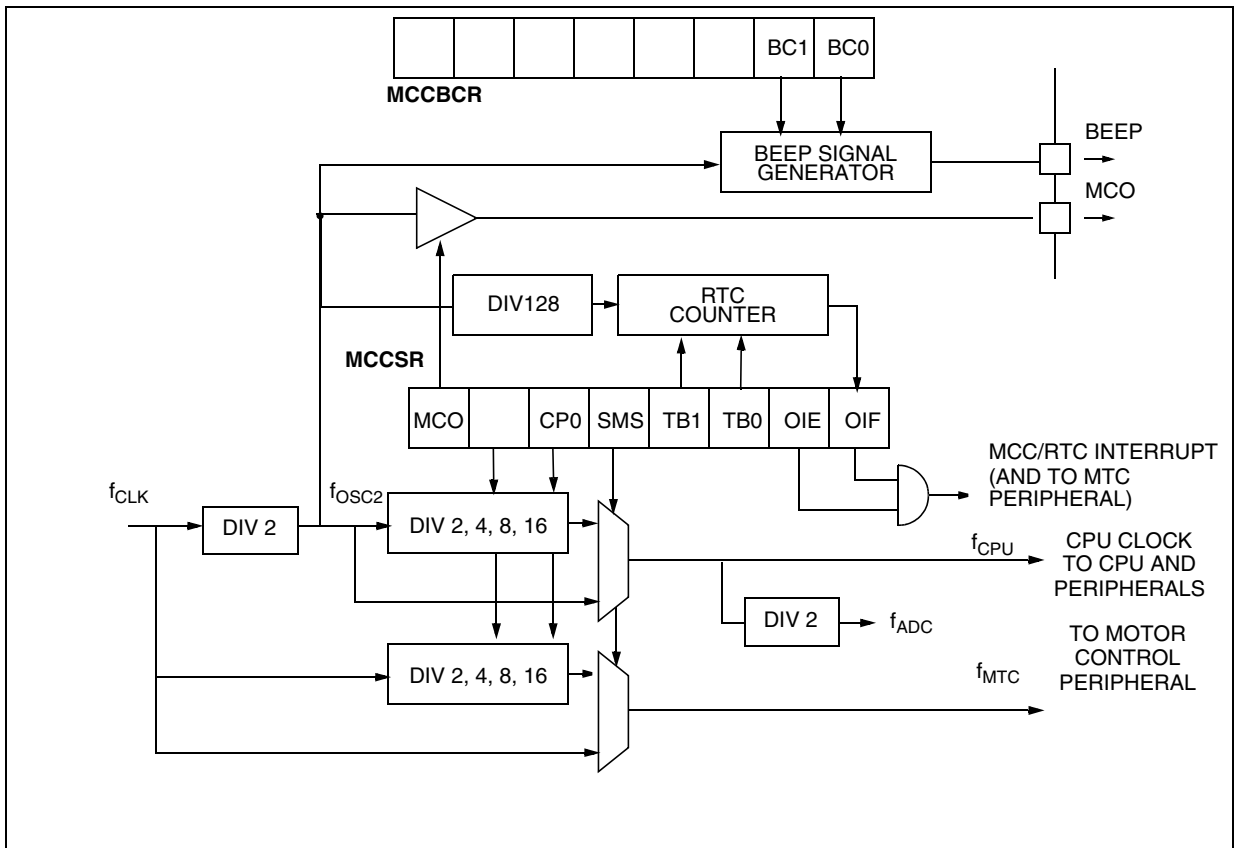 BC1 BC0
MCCBCR
BEEP SIGNAL
GENERATOR
BEEP
MCO
DIV128
RTC
COUNTER
MCCSR
MCO CP0 SMS TB1 TB0 OIE OIF
MCC/RTC INTERRUPT
(AND TO MTC
PERIPHERAL)
fCLK
DIV 2
fOSC2
DIV 2, 4, 8, 16
fCPU
CPU CLOCK
TO CPU AND
PERIPHERALS
DIV 2
fADC
DIV 2, 4, 8, 16
fMTC
TO MOTOR
CONTROL
PERIPHERAL